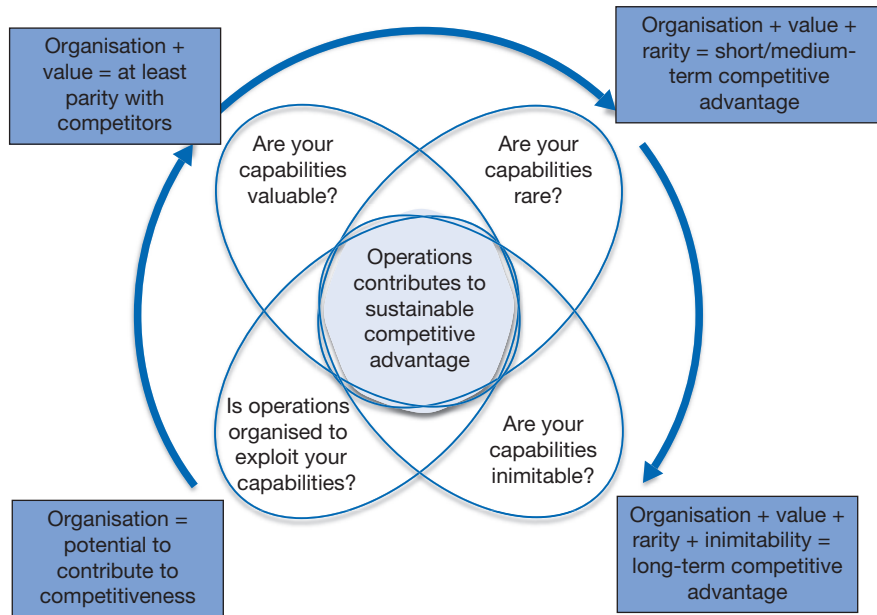 Organisation +
value = at least
parity with
competitors
Organisation + value +
rarity = short/medium-
term competitive
advantage
Are your
capabilities
valuable?
Are your
capabilities
rare?
Operations
contributes to
sustainable
competitive
advantage
Is operations
organised to
exploit your
capabilities?
Are your
capabilities
inimitable?
Organisation =
potential to
contribute to
competitiveness
Organisation + value +
rarity + inimitability =
long-term competitive
advantage